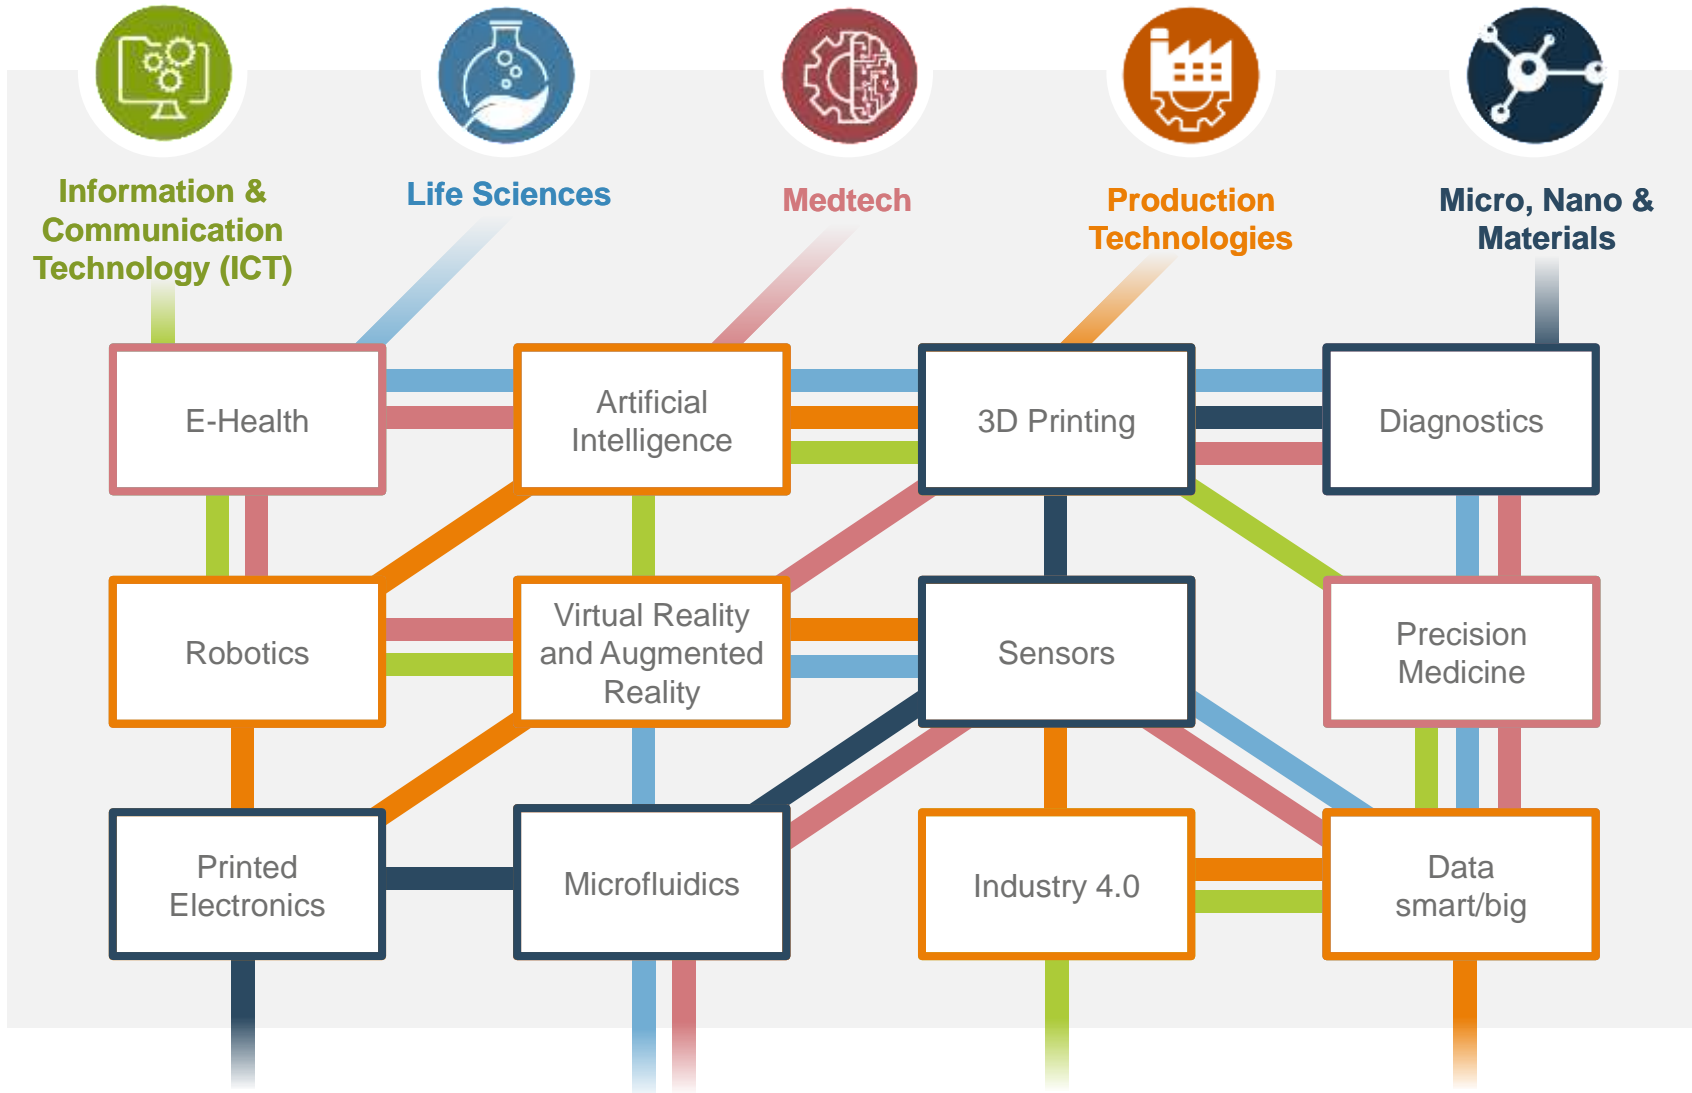 Information &
Communication
Technology (ICT)
Life Sciences
Medtech
Production
Technologies
Micro, Nano &
Materials
E-Health
Artificial
Intelligence
3D Printing
Diagnostics
Robotics
Virtual Reality
and Augmented
Reality
Sensors
Precision
Medicine
Printed
Electronics
Microfluidics
Industry 4.0
Data
smart/big